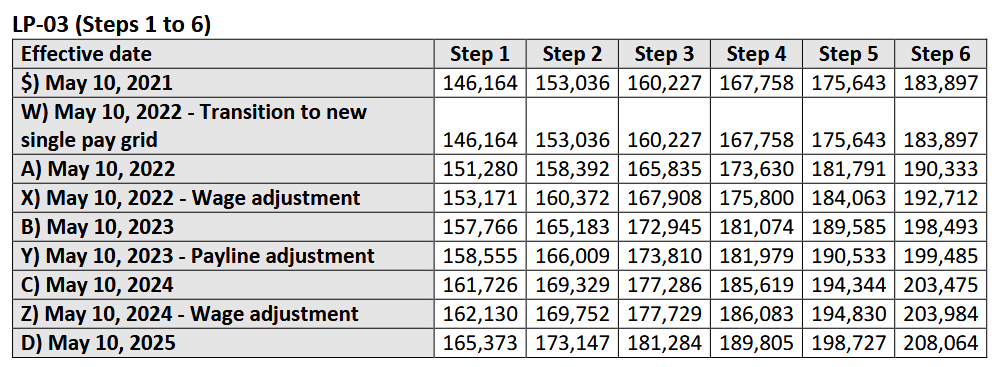 LP-03 (Steps 1 to 6)
Effective date Step 1 Step 2 Step 3 Step 4 Step 5 Step 6
$) May 10, 2021 146,164 153,036 160,227 167,758 175,643 183,897
W) May 10, 2022 - Transition to new
single pay grid 146,164 153,036 160,227 167,758 175,643 183,897
A) May 10, 2022 151,280 158,392 165,835 173,630 181,791 190,333
X) May 10, 2022 - Wage adjustment 153,171 160,372 167,908 175,800 184,063 192,712
B) May 10, 2023 157,766 165,183 172,945 181,074 189,585 198,493
Y) May 10, 2023 - Payline adjustment 158,555 166,009 173,810 181,979 190,533 199,485
C) May 10, 2024 161,726 169,329 177,286 185,619 194,344 203,475
Z) May 10, 2024 - Wage adjustment 162,130 169,752 177,729 186,083 194,830 203,984
D) May 10, 2025 165,373 173,147 181,284 189,805 198,727 208,064